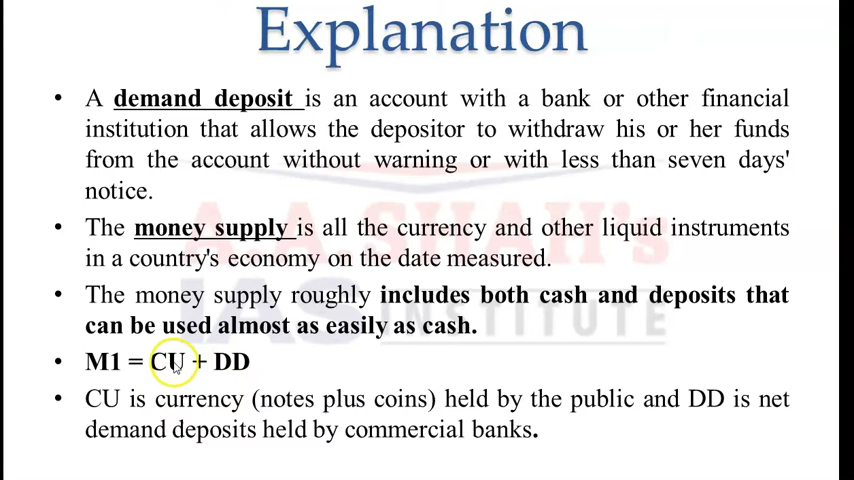 Explanation
• A demand deposit is an account with a bank or other financial
institution that allows the depositor to withdraw his or her funds
from the account without warning or with less than seven days'
notice.
• The money supply is all the currency and other liquid instruments
in a country's economy on the date measured.
• The money supply roughly includes both cash and deposits that
can be used almost as easily as cash.
• M1 = CU + DD
• CU is currency (notes plus coins) held by the public and DD is net
demand deposits held by commercial banks.
A.A.SHAH's
IAS INSTITUTE